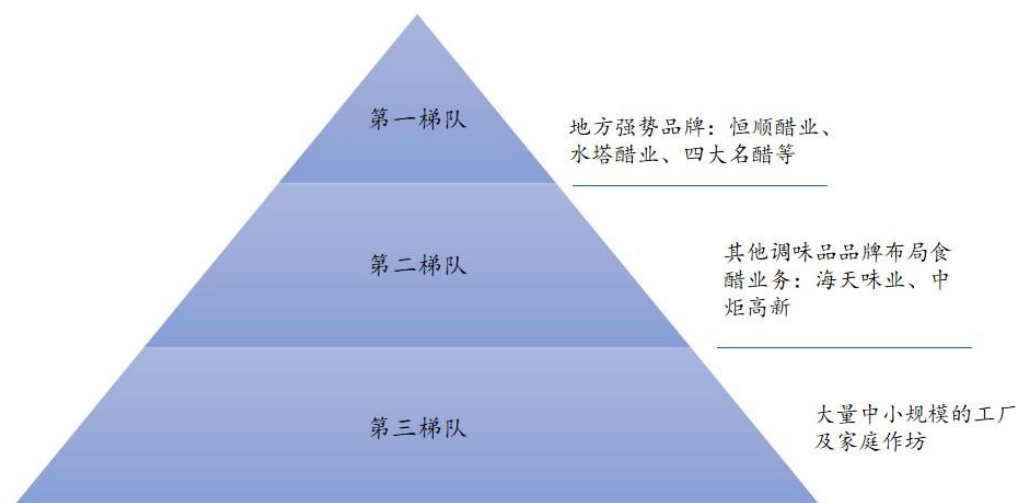 第一梯队
地方强势品牌：恒顺醋业、
水塔醋业、四大名醋等
第二梯队
其他调味品品牌布局食
醋业务：海天味业、中
炬高新
第三梯队
大量中小规模的工厂
及家庭作坊